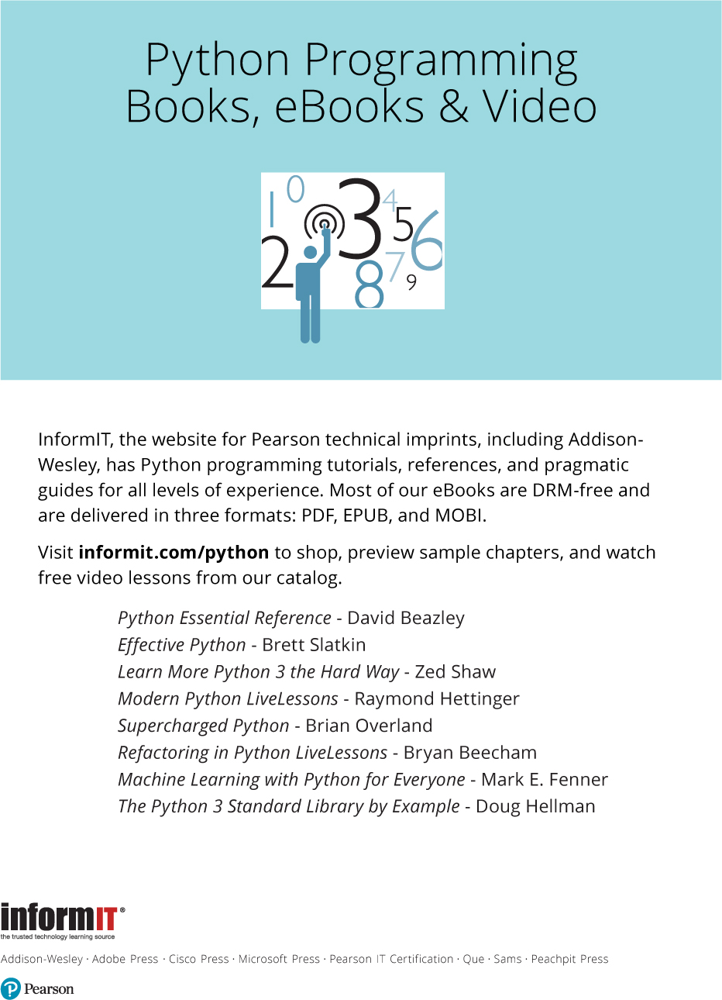 Python Programming
Books, eBooks & Video
1
0
2
3
4
5
6
7
8
9
InformIT, the website for Pearson technical imprints, including Addison-
Wesley, has Python programming tutorials, references, and pragmatic
guides for all levels of experience. Most of our eBooks are DRM-free and
are delivered in three formats: PDF, EPUB, and MOBI.
Visit informit.com/python to shop, preview sample chapters, and watch
free video lessons from our catalog.
Python Essential Reference - David Beazley
Effective Python - Brett Slatkin
Learn More Python 3 the Hard Way - Zed Shaw
Modern Python LiveLessons - Raymond Hettinger
Supercharged Python - Brian Overland
Refactoring in Python LiveLessons - Bryan Beecham
Machine Learning with Python for Everyone - Mark E. Fenner
The Python 3 Standard Library by Example - Doug Hellman
informIT®
the trusted technology learning source
Addison-Wesley · Adobe Press · Cisco Press · Microsoft Press · Pearson IT Certification · Que · Sams · Peachpit Press
P Pearson